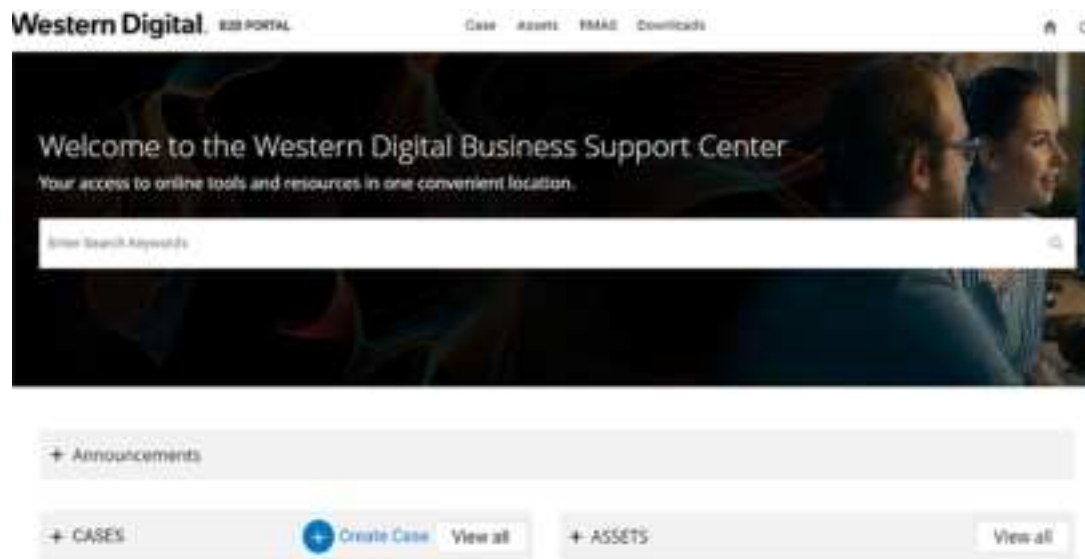 Western Digital. B2B PORTAL Case Assets RMAS Downloads
Welcome to the Western Digital Business Support Center
Your access to online tools and resources in one convenient location.
Enter Search Keywords
+ Announcements
+ CASES Create Case View all + ASSETS View all